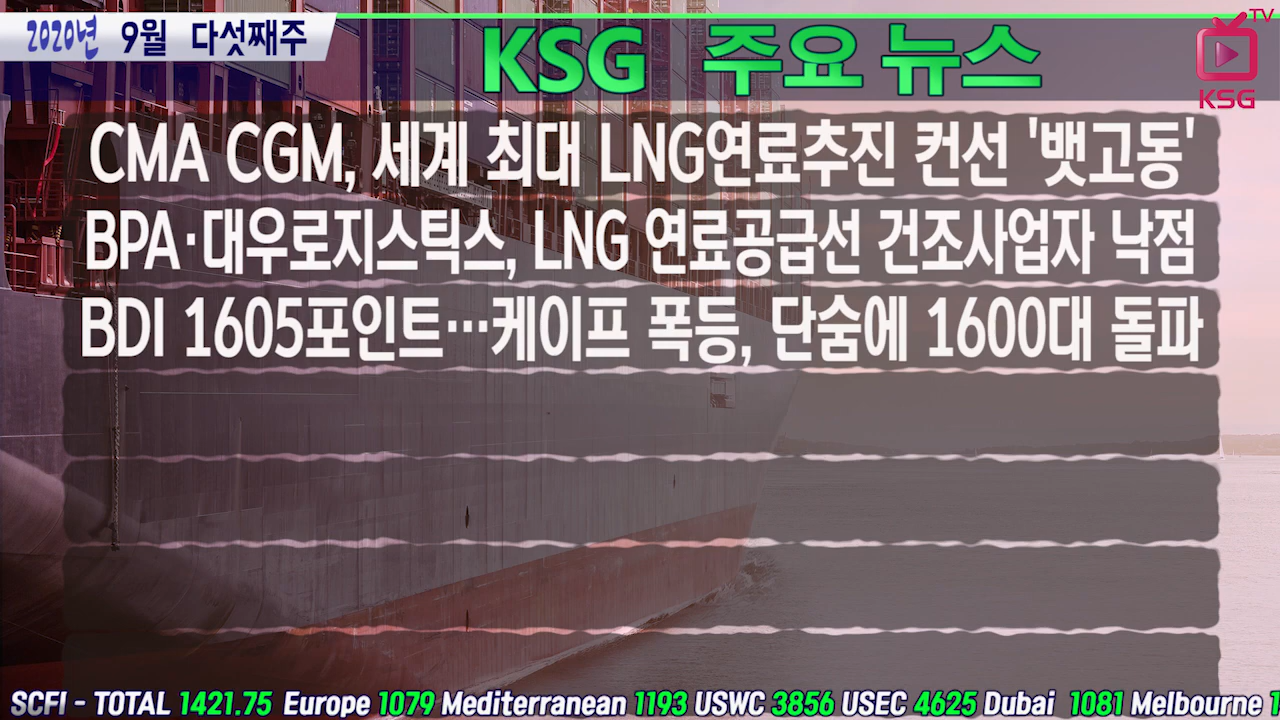 2020년 9월 다섯째주
KSG 주요 뉴스
TV
KSG
CMA CGM, 세계 최대 LNG연료추진 컨선 '뱃고동'
BPA·대우로지스틱스, LNG 연료공급선 건조사업자 낙점
BDI 1605포인트…케이프 폭등, 단숨에 1600대 돌파
SCFI - TOTAL 1421.75 Europe 1079 Mediterranean 1193 USWC 3856 USEC 4625 Dubai 1081 Melbourne